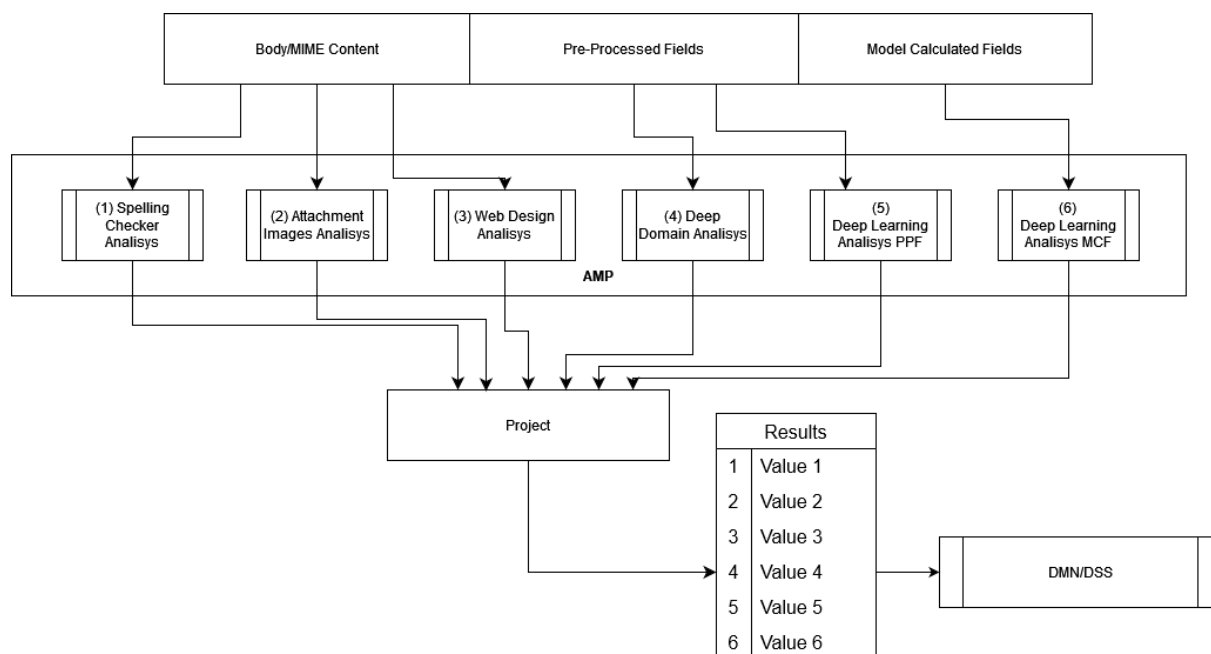 Body/MIME Content
Pre-Processed Fields
Model Calculated Fields
(1) Spelling
Checker
Analisys
(2) Attachment
Images Analisys
(3) Web Design
Analisys
(4) Deep
Domain Analisys
(5)
Deep Learning
Analisys PPF
(6)
Deep Learning
Analisys MCF
AMP
Project
Results
1 Value 1
2 Value 2
3 Value 3
4 Value 4
5 Value 5
6 Value 6
DMN/DSS